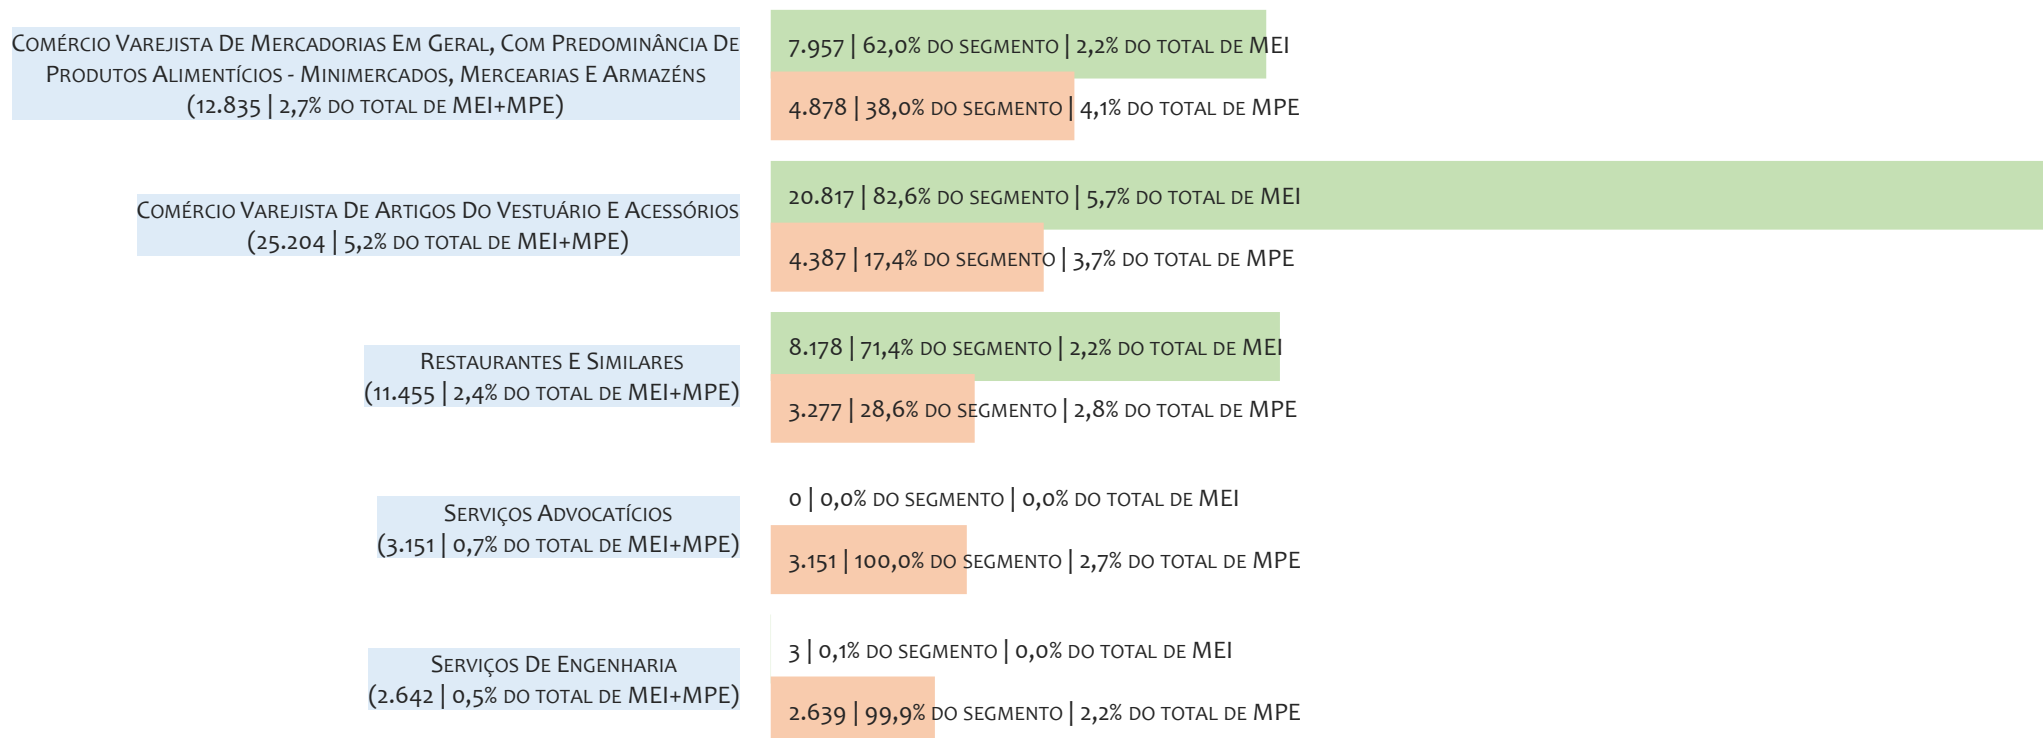 Comércio Varejista De Mercadorias Em Geral, Com Predominância De
Produtos Alimentícios - Minimercados, Mercearias E Armazéns
(12.835 | 2,7% do total de MEI+MPE)
7.957 | 62,0% do segmento | 2,2% do total de MEI
4.878 | 38,0% do segmento | 4,1% do total de MPE
Comércio Varejista De Artigos Do Vestuário E Acessórios
(25.204 | 5,2% do total de MEI+MPE)
20.817 | 82,6% do segmento | 5,7% do total de MEI
4.387 | 17,4% do segmento | 3,7% do total de MPE
Restaurantes E Similares
(11.455 | 2,4% do total de MEI+MPE)
8.178 | 71,4% do segmento | 2,2% do total de MEI
3.277 | 28,6% do segmento | 2,8% do total de MPE
Serviços Advocatícios
(3.151 | 0,7% do total de MEI+MPE)
0 | 0,0% do segmento | 0,0% do total de MEI
3.151 | 100,0% do segmento | 2,7% do total de MPE
Serviços De Engenharia
(2.642 | 0,5% do total de MEI+MPE)
3 | 0,1% do segmento | 0,0% do total de MEI
2.639 | 99,9% do segmento | 2,2% do total de MPE